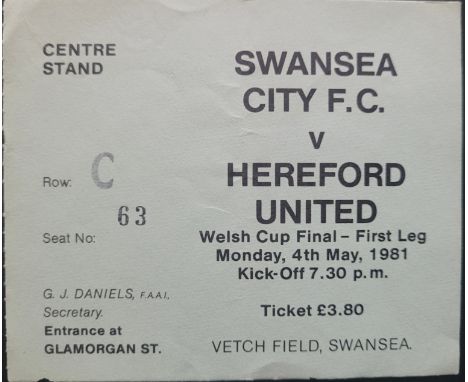 CENTRE
STAND
Row: C
63
Seat No:
G. J. DANIELS, F.A.A.I,
Secretary.
Entrance at
GLAMORGAN ST.
SWANSEA
CITY F.C.
v
HEREFORD
UNITED
Welsh Cup Final – First Leg
Monday, 4th May, 1981
Kick-Off 7.30 p.m.
Ticket £3.80
VETCH FIELD, SWANSEA.